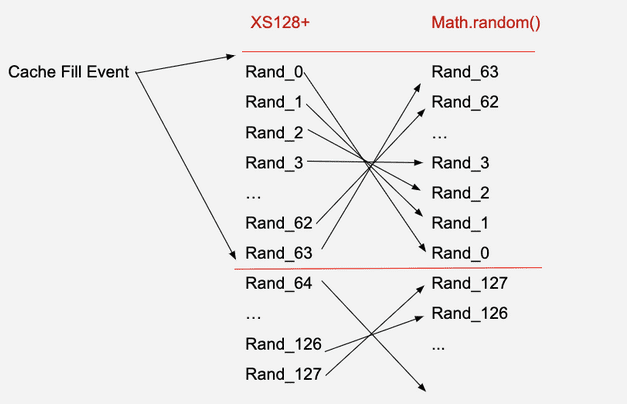 XS128+ Math.random()
Cache Fill Event
Rand_0 Rand_63
Rand_1 Rand_62
Rand_2 …
Rand_3 Rand_3
… Rand_2
Rand_62 Rand_1
Rand_63 Rand_0
Rand_64 Rand_127
… Rand_126
Rand_126 ...
Rand_127